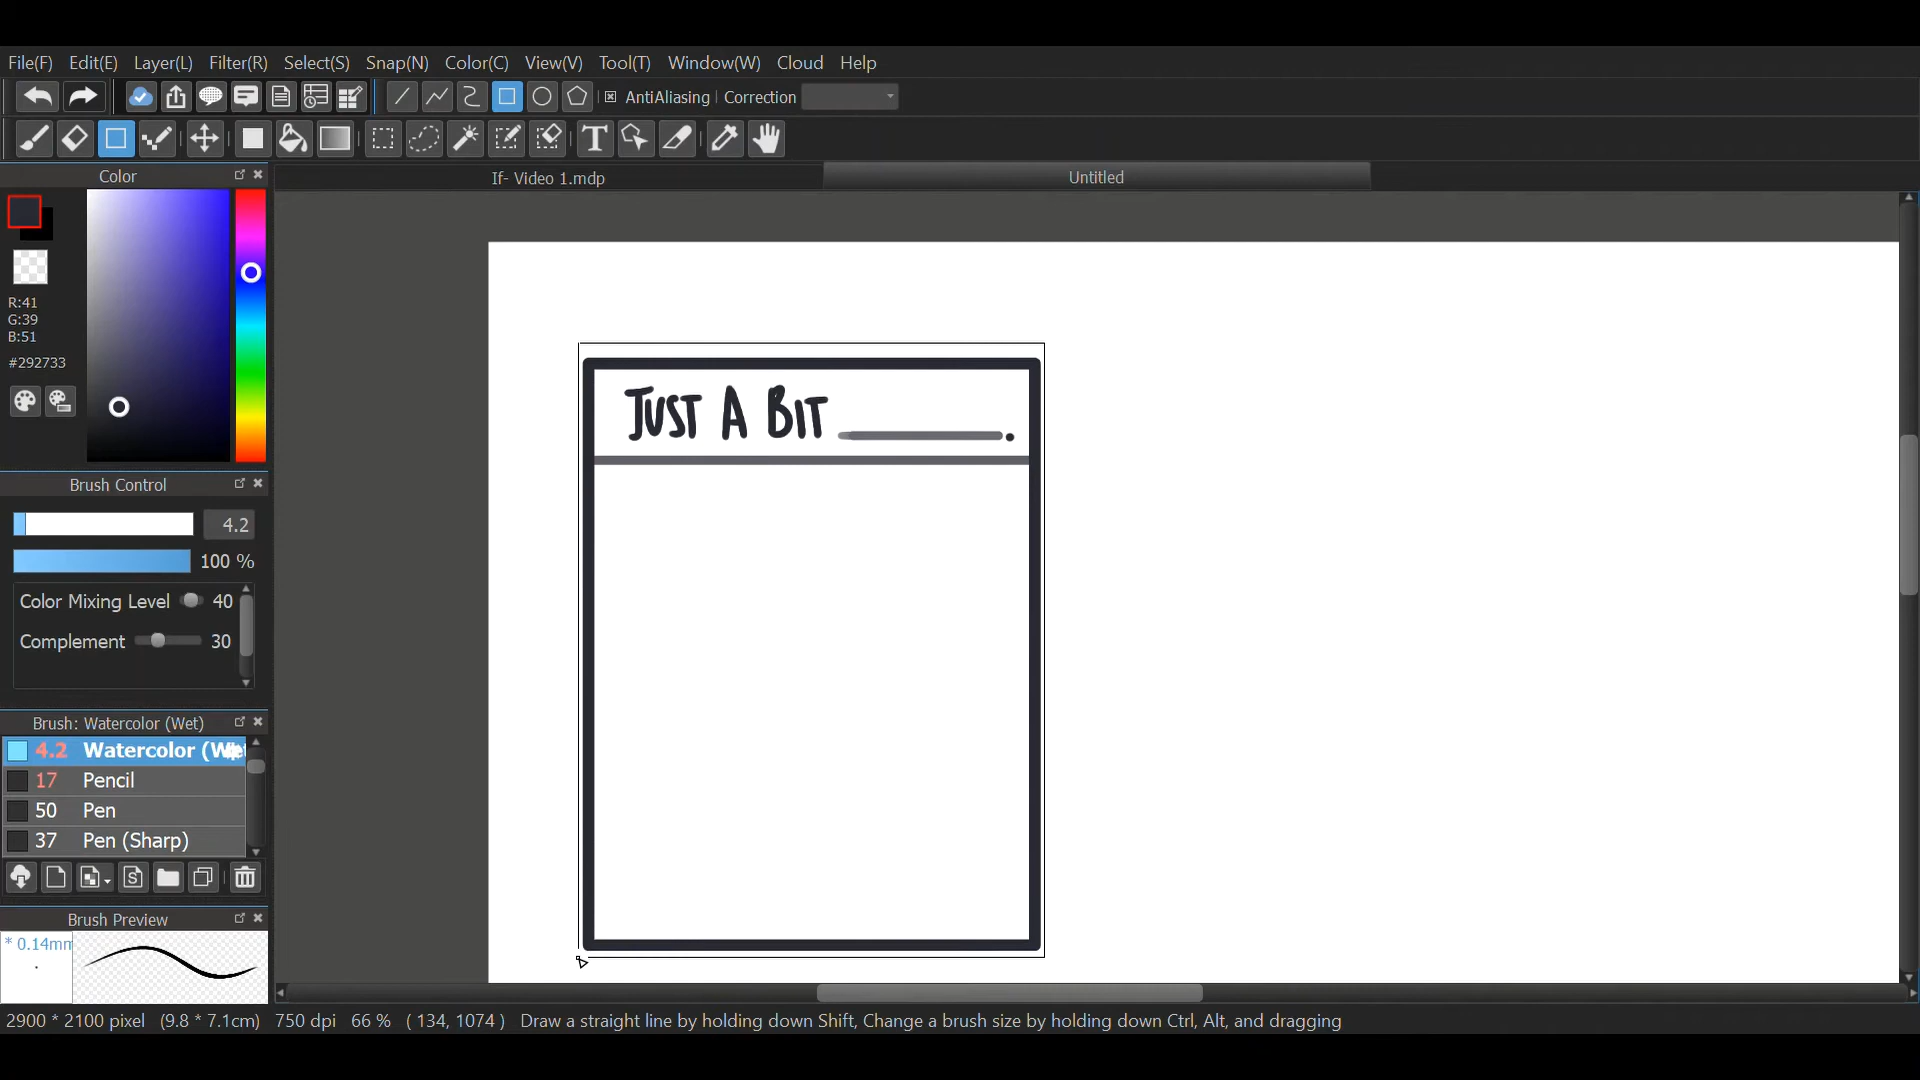 File(F) Edit(E) Layer(L) Filter(R) Select(S) Snap(N) Color(C) View(V) Tool(T) Window(W) Cloud Help
AntiAliasing Correction
Color
If- Video 1.mdp
Untitled
R:41
G:39
B:51
#292733
JUST A BIT ________.
Brush Control
4.2
100 %
Color Mixing Level 40
Complement 30
Brush: Watercolor (Wet)
4.2 Watercolor (Wet
17 Pencil
50 Pen
37 Pen (Sharp)
Brush Preview
* 0.14mm
2900 * 2100 pixel (9.8 * 7.1cm) 750 dpi 66 % ( 134, 1074 ) Draw a straight line by holding down Shift, Change a brush size by holding down Ctrl, Alt, and dragging